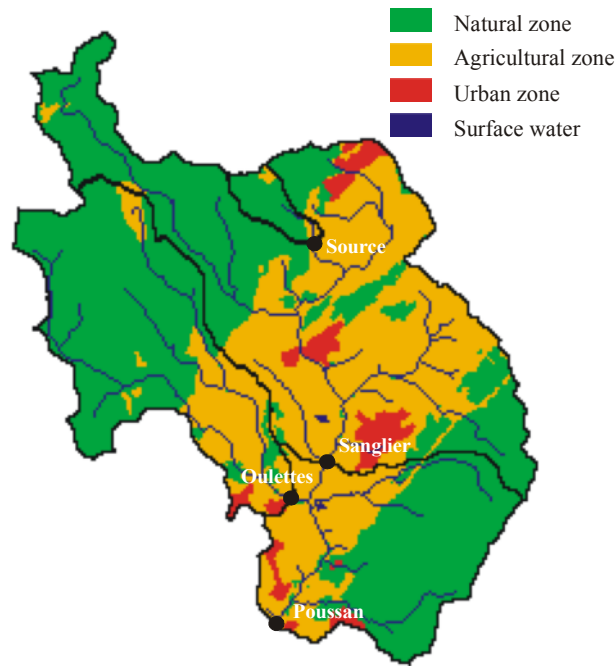 Natural zone
Agricultural zone
Urban zone
Surface water
Source
Sanglier
Oulettes
Poussan